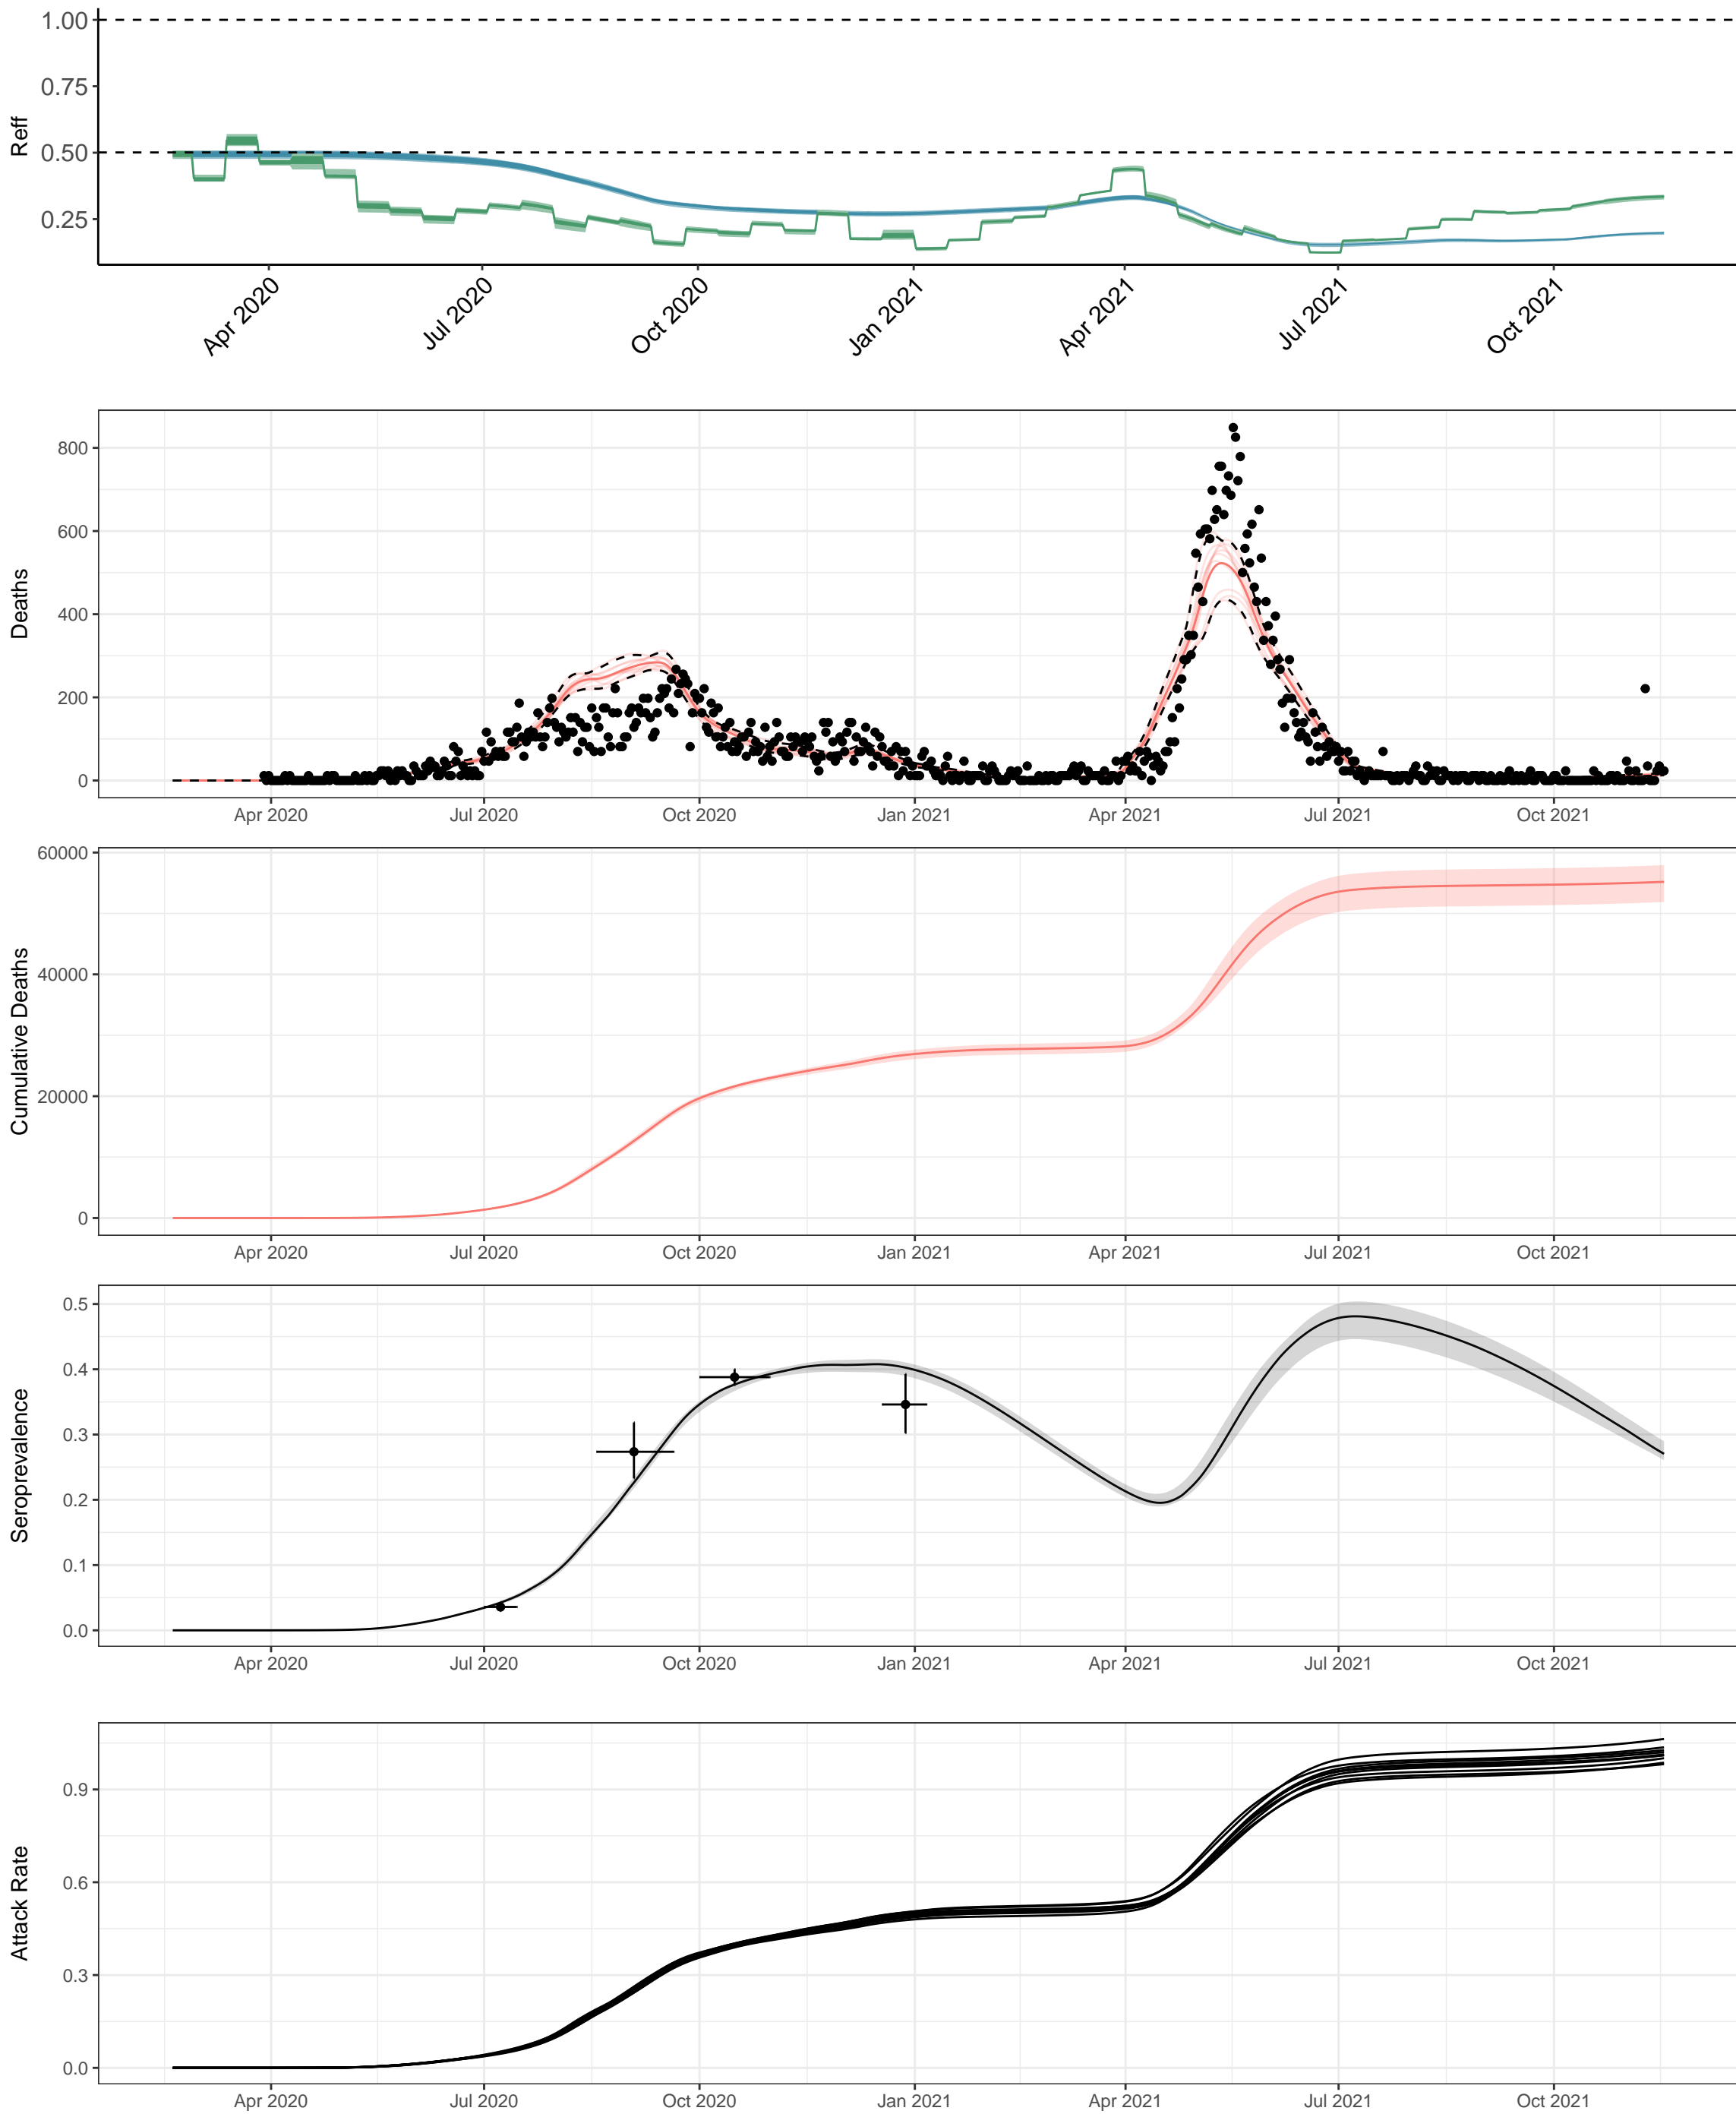 1.00
0.75
0.50
0.25
Reff
Apr 2020
Jul 2020
Oct 2020
Jan 2021
Apr 2021
Jul 2021
Oct 2021
800
600
400
200
0
Deaths
Apr 2020
Jul 2020
Oct 2020
Jan 2021
Apr 2021
Jul 2021
Oct 2021
60000
40000
20000
0
Cumulative Deaths
Apr 2020
Jul 2020
Oct 2020
Jan 2021
Apr 2021
Jul 2021
Oct 2021
0.5
0.4
0.3
0.2
0.1
0.0
Seroprevalence
Apr 2020
Jul 2020
Oct 2020
Jan 2021
Apr 2021
Jul 2021
Oct 2021
0.9
0.6
0.3
0.0
Attack Rate
Apr 2020
Jul 2020
Oct 2020
Jan 2021
Apr 2021
Jul 2021
Oct 2021